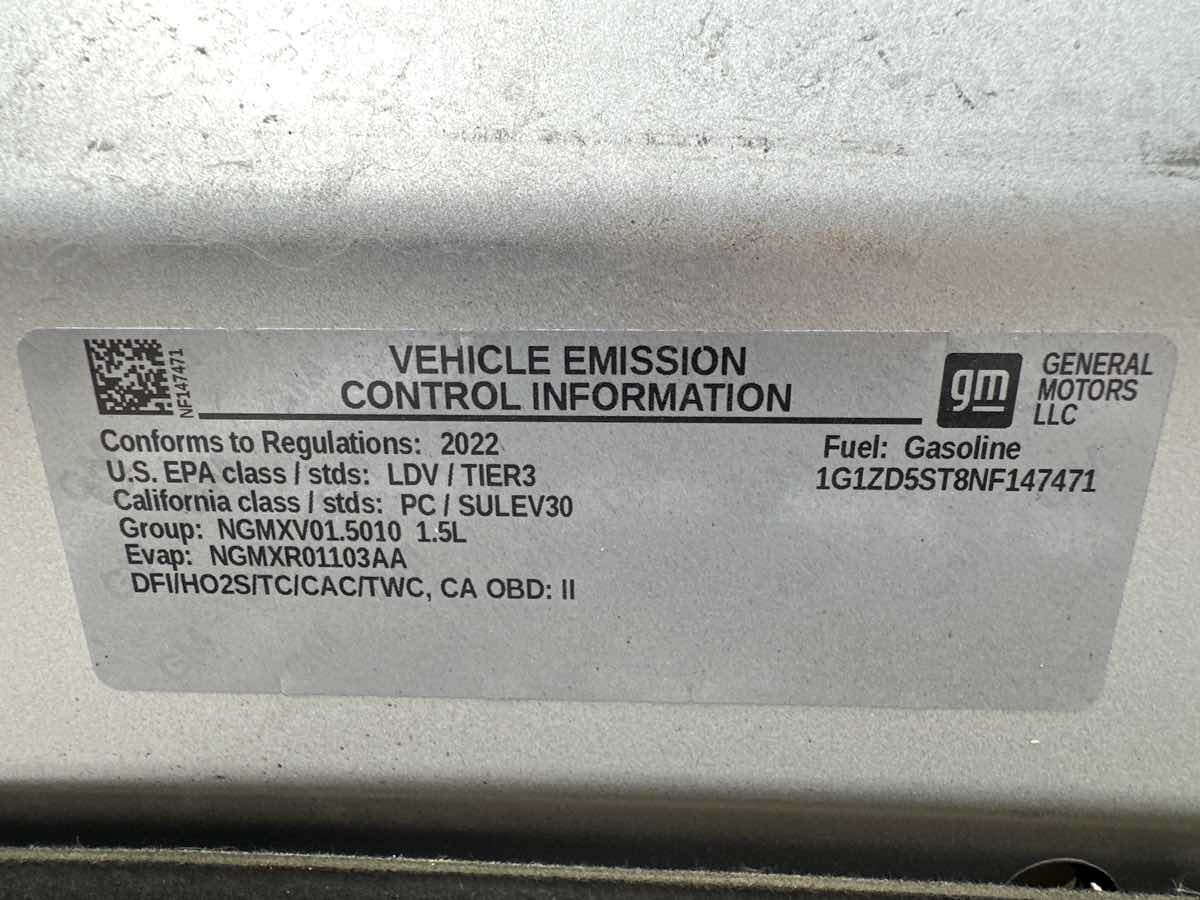 NF147471
VEHICLE EMISSION
CONTROL INFORMATION
gm
GENERAL
MOTORS
LLC
Conforms to Regulations: 2022
U.S. EPA class / stds: LDV / TIER3
California class / stds: PC / SULEV30
Group: NGMXV01.5010 1.5L
Evap: NGMXR01103AA
DFI/HO2S/TC/CAC/TWC, CA OBD: II
Fuel: Gasoline
1G1ZD5ST8NF147471